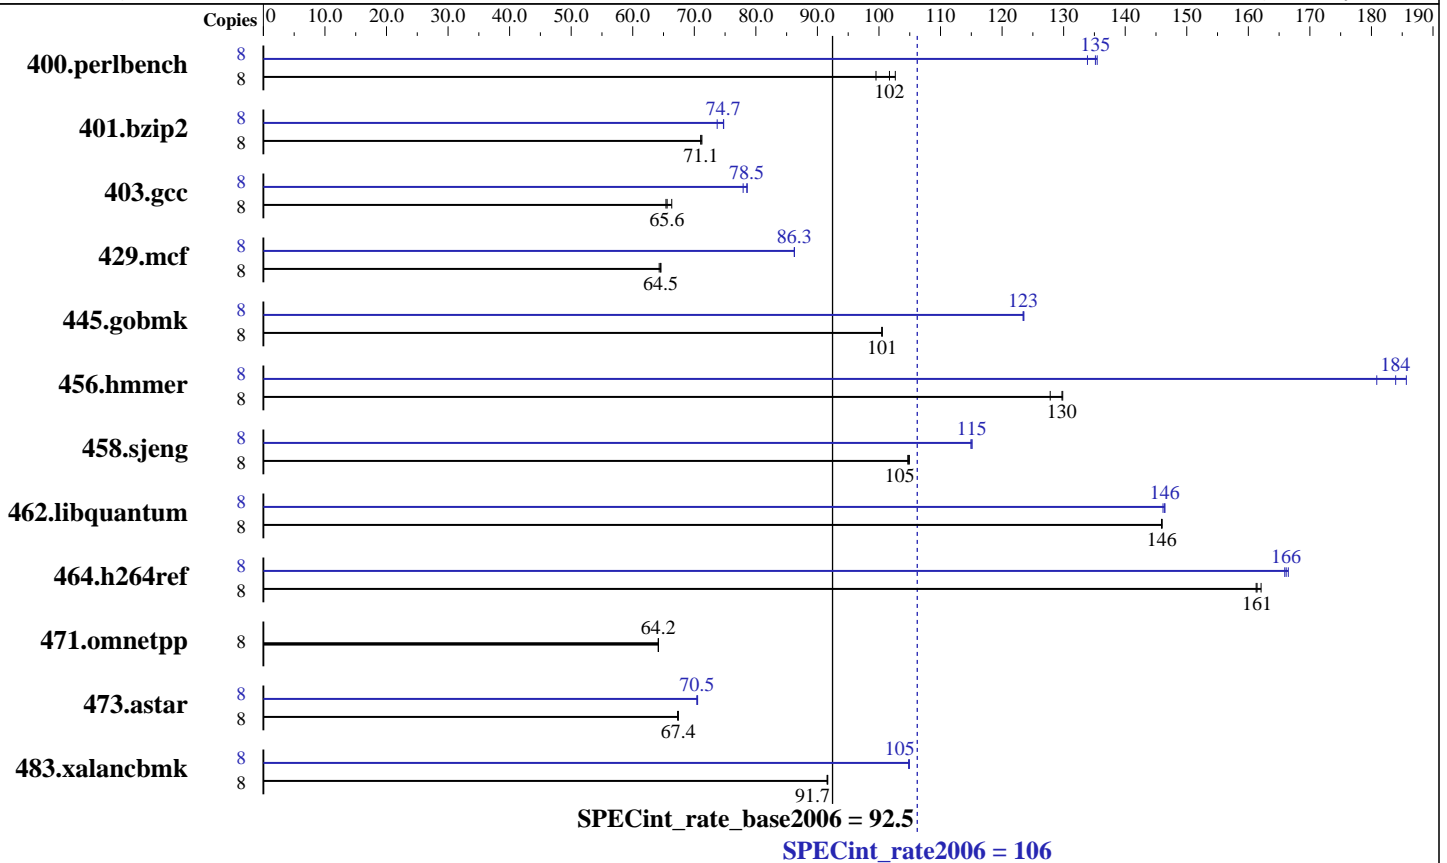 Copies 0 10.0 20.0 30.0 40.0 50.0 60.0 70.0 80.0 90.0 100 110 120 130 140 150 160 170 180 190
400.perlbench 8 135
8 102
401.bzip2 8 74.7
8 71.1
403.gcc 8 78.5
8 65.6
429.mcf 8 86.3
8 64.5
445.gobmk 8 123
8 101
456.hmmer 8 184
8 130
458.sjeng 8 115
8 105
462.libquantum 8 146
8 146
464.h264ref 8 166
8 161
471.omnetpp 8 64.2
473.astar 8 70.5
8 67.4
483.xalancbmk 8 105
8 91.7
SPECint_rate_base2006 = 92.5
SPECint_rate2006 = 106